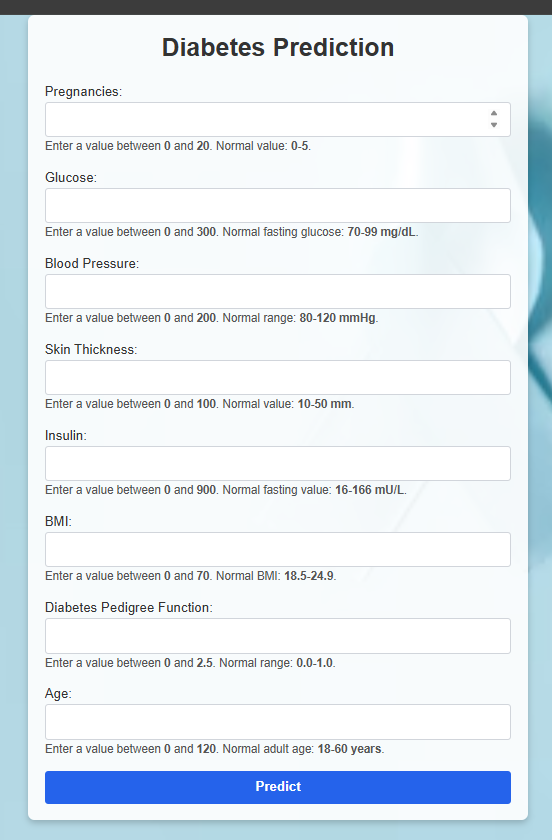 Diabetes Prediction
Pregnancies:
Enter a value between 0 and 20. Normal value: 0-5.
Glucose:
Enter a value between 0 and 300. Normal fasting glucose: 70-99 mg/dL.
Blood Pressure:
Enter a value between 0 and 200. Normal range: 80-120 mmHg.
Skin Thickness:
Enter a value between 0 and 100. Normal value: 10-50 mm.
Insulin:
Enter a value between 0 and 900. Normal fasting value: 16-166 mU/L.
BMI:
Enter a value between 0 and 70. Normal BMI: 18.5-24.9.
Diabetes Pedigree Function:
Enter a value between 0 and 2.5. Normal range: 0.0-1.0.
Age:
Enter a value between 0 and 120. Normal adult age: 18-60 years.
Predict